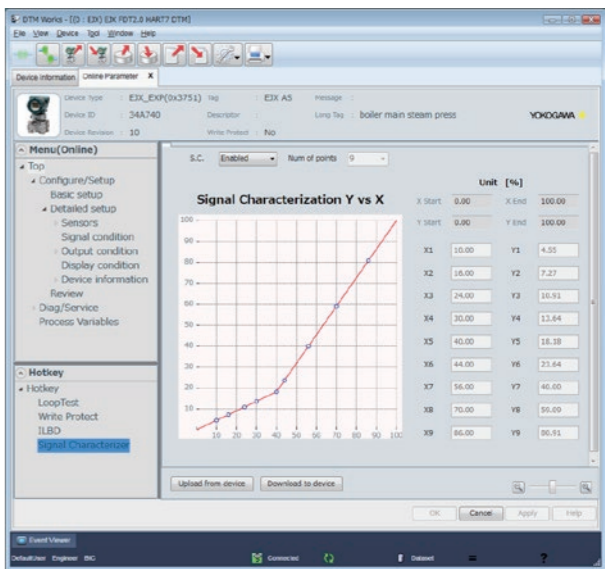 DTM Works - [(D : EJX) EJX FDT2.0 HART7 DTM]
File View Device Tool Window Help
Device Information Online Parameter X
Device Type : EJX_EXP(0x3751) Tag : EJX AS Message :
Device ID : 34A740 Descriptor : Long Tag : boiler main steam press YOKOGAWA
Device Revision : 10 Write Protect : No
Menu(Online)
Top
Configure/Setup
Basic setup
Detailed setup
Sensors
Signal condition
Output condition
Display condition
Device information
Review
Diag/Service
Process Variables
Hotkey
Hotkey
LoopTest
Write Protect
ILBD
Signal Characterizer
S.C. Enabled Num of points 9
Signal Characterization Y vs X
100
90
80
70
60
50
40
30
20
10
10 20 30 40 50 60 70 80 90 100
Unit [%]
X Start 0.00 X End 100.00
Y Start 0.00 Y End 100.00
X1 10.00 Y1 4.55
X2 16.00 Y2 7.27
X3 24.00 Y3 10.91
X4 30.00 Y4 13.64
X5 40.00 Y5 18.18
X6 44.00 Y6 23.64
X7 56.00 Y7 40.00
X8 70.00 Y8 59.09
X9 86.00 Y9 80.91
Upload from device Download to device
OK Cancel Apply Help
Event Viewer
DefaultUser Engineer Connected Dataset = ?